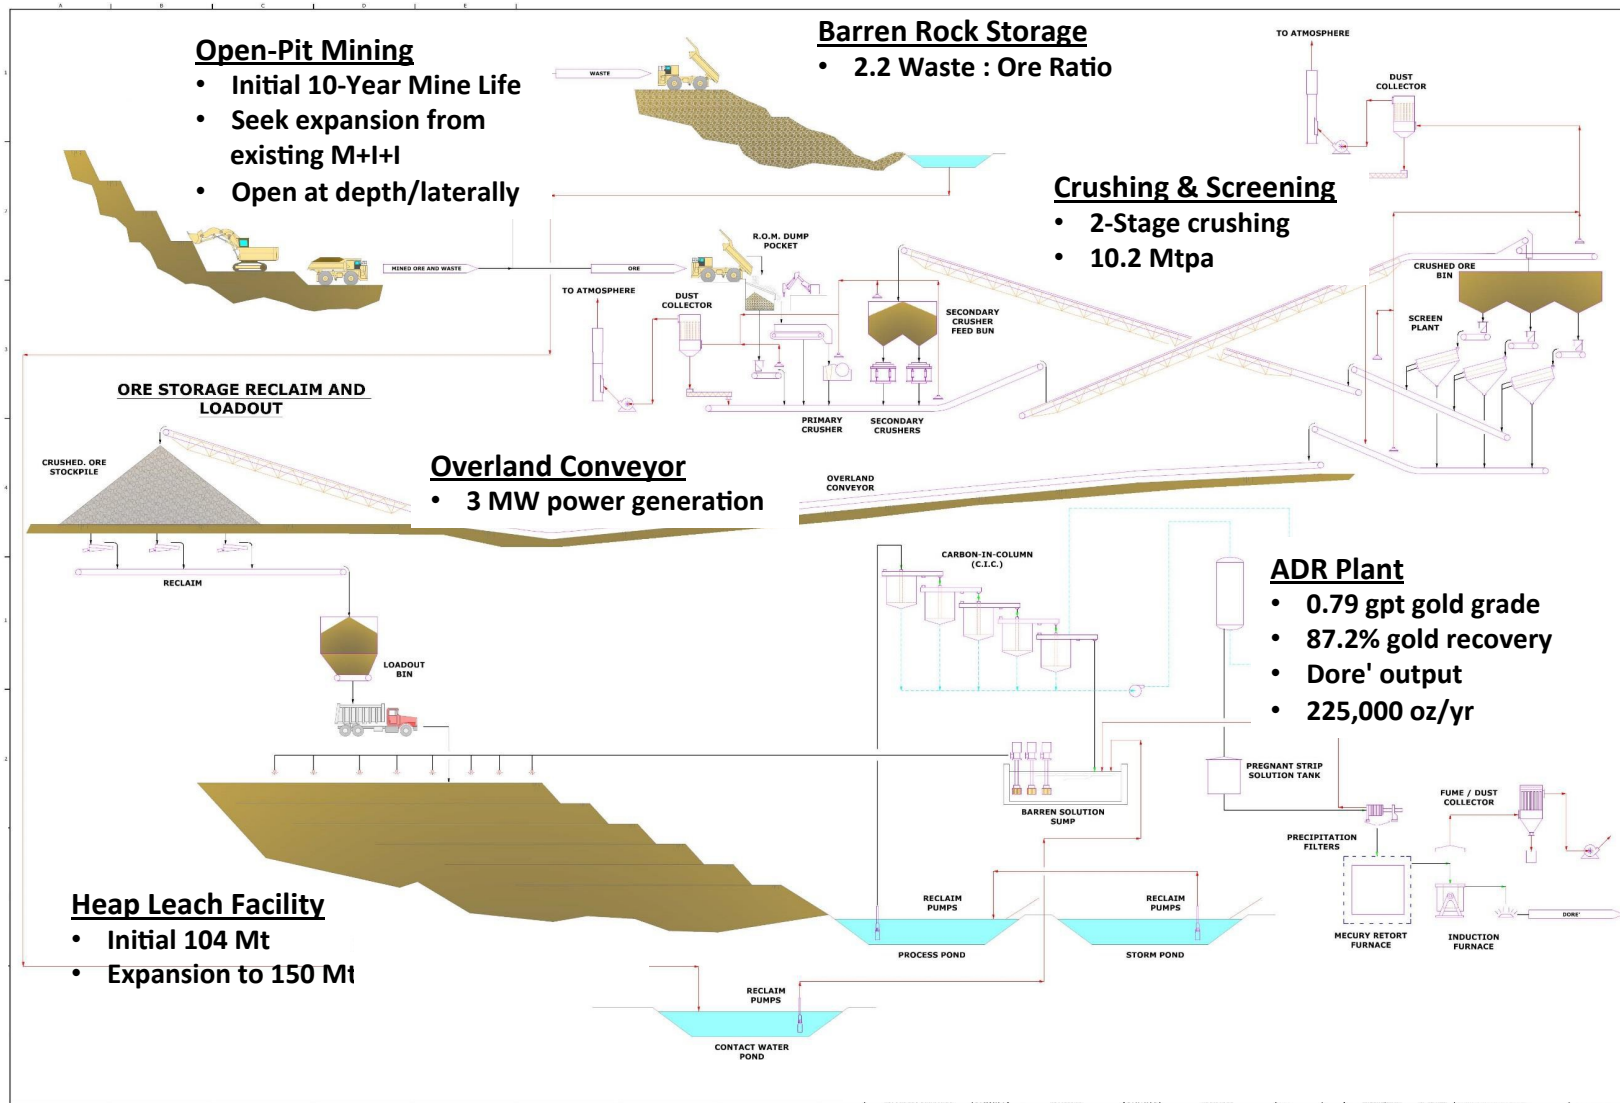 A B C D E
Open-Pit Mining
• Initial 10-Year Mine Life
• Seek expansion from
existing M+I+I
• Open at depth/laterally
WASTE
Barren Rock Storage
• 2.2 Waste : Ore Ratio
TO ATMOSPHERE
DUST
COLLECTOR
Crushing & Screening
• 2-Stage crushing
• 10.2 Mtpa
MINED ORE AND WASTE
ORE
R.O.M. DUMP
POCKET
TO ATMOSPHERE
DUST
COLLECTOR
SECONDARY
CRUSHER
FEED BUN
CRUSHED ORE
BIN
SCREEN
PLANT
PRIMARY
CRUSHER
SECONDARY
CRUSHERS
ORE STORAGE RECLAIM AND
LOADOUT
CRUSHED. ORE
STOCKPILE
Overland Conveyor
• 3 MW power generation
OVERLAND
CONVEYOR
RECLAIM
LOADOUT
BIN
CARBON-IN-COLUMN
(C.I.C.)
ADR Plant
• 0.79 gpt gold grade
• 87.2% gold recovery
• Dore' output
• 225,000 oz/yr
BARREN SOLUTION
SUMP
PREGNANT STRIP
SOLUTION TANK
FUME / DUST
COLLECTOR
PRECIPITATION
FILTERS
MECURY RETORT
FURNACE
INDUCTION
FURNACE
DORE'
Heap Leach Facility
• Initial 104 Mt
• Expansion to 150 Mt
RECLAIM
PUMPS
PROCESS POND
RECLAIM
PUMPS
STORM POND
RECLAIM
PUMPS
CONTACT WATER
POND